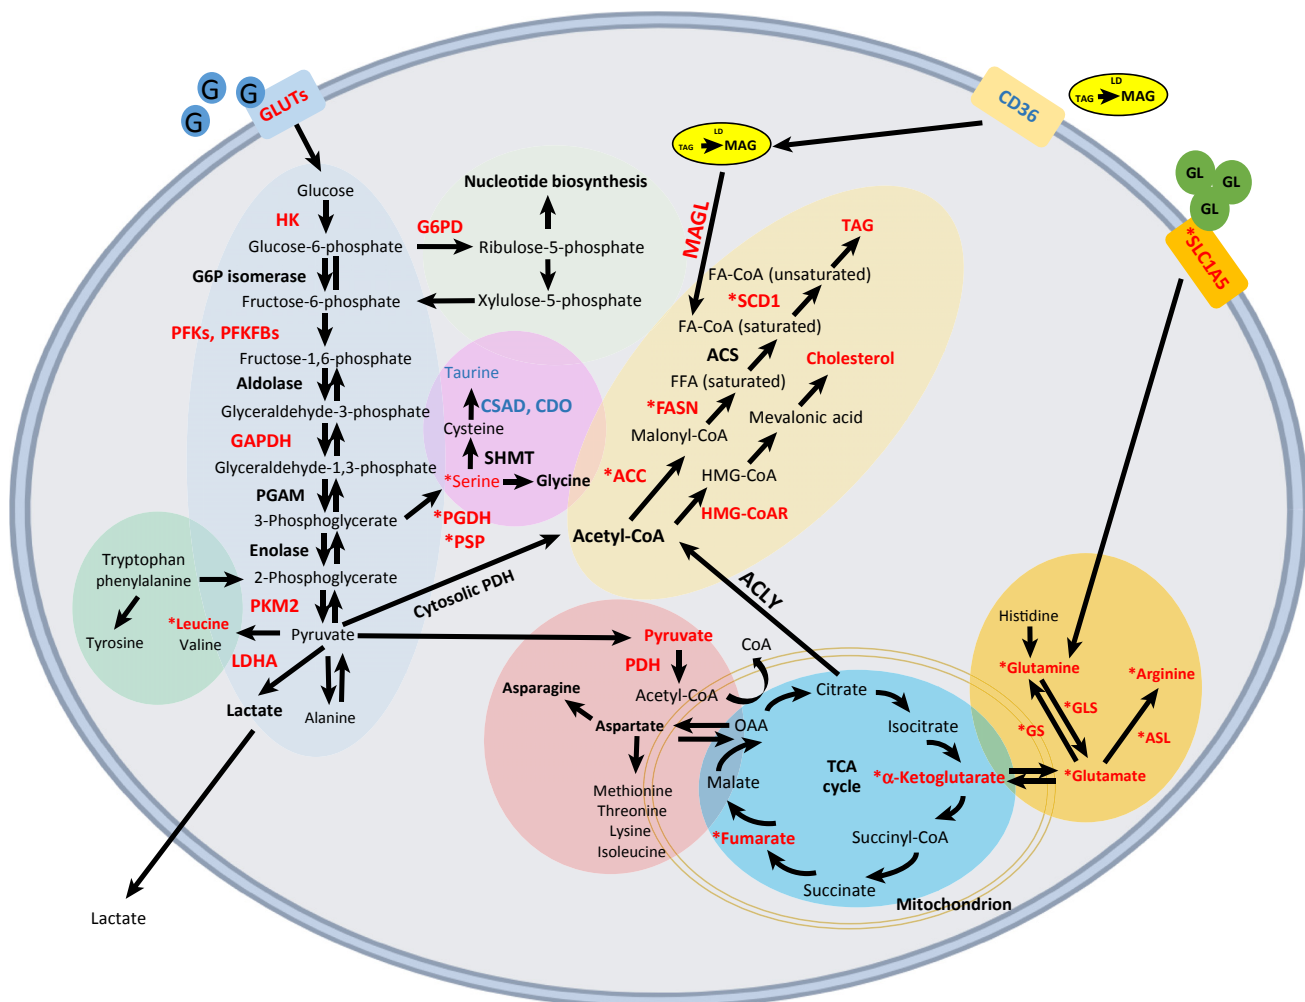 G
G
G
GLUTs
CD36
LD
TAG MAG
LD
TAG MAG
GL
GL
GL
*SLC1A5
Glucose
HK
Glucose-6-phosphate
G6P isomerase
Fructose-6-phosphate
PFKs, PFKFBs
Fructose-1,6-phosphate
Aldolase
Glyceraldehyde-3-phosphate
GAPDH
Glyceraldehyde-1,3-phosphate
PGAM
3-Phosphoglycerate
Enolase
2-Phosphoglycerate
PKM2
Pyruvate
LDHA
Lactate
Alanine
Lactate
Tryptophan
phenylalanine
Tyrosine
*Leucine
Valine
Nucleotide biosynthesis
G6PD
Ribulose-5-phosphate
Xylulose-5-phosphate
Taurine
CSAD, CDO
Cysteine
SHMT
*Serine
Glycine
*PGDH
*PSP
Cytosolic PDH
MAGL
TAG
FA-CoA (unsaturated)
*SCD1
FA-CoA (saturated)
ACS
Cholesterol
FFA (saturated)
*FASN
Mevalonic acid
Malonyl-CoA
*ACC
HMG-CoA
HMG-CoAR
Acetyl-CoA
ACLY
Pyruvate
PDH
CoA
Acetyl-CoA
Asparagine
Aspartate
OAA
Methionine
Threonine
Lysine
Isoleucine
Citrate
Isocitrate
Malate
TCA
cycle
*α-Ketoglutarate
*Fumarate
Succinyl-CoA
Succinate
Mitochondrion
Histidine
*Glutamine
*Arginine
*GLS
*GS
*ASL
*Glutamate